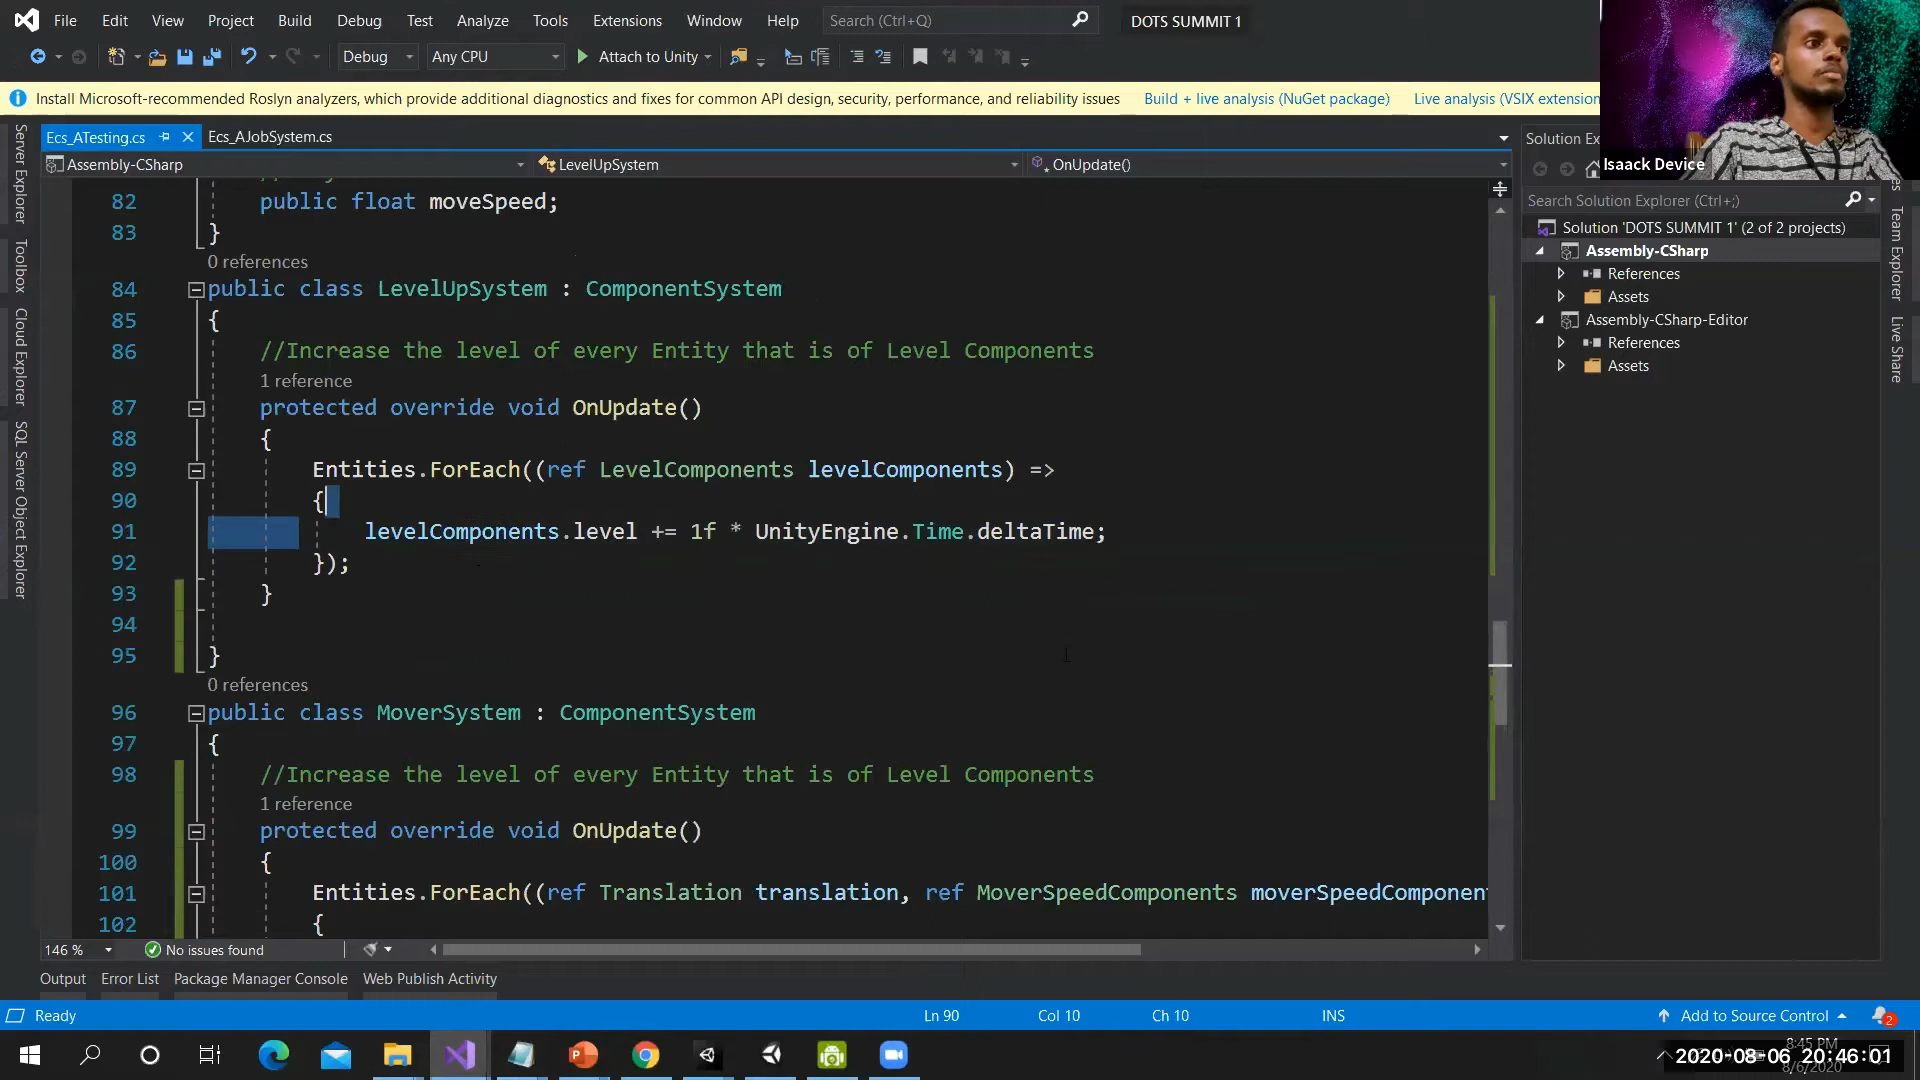 File Edit View Project Build Debug Test Analyze Tools Extensions Window Help Search (Ctrl+Q) DOTS SUMMIT 1
Debug Any CPU Attach to Unity
Install Microsoft-recommended Roslyn analyzers, which provide additional diagnostics and fixes for common API design, security, performance, and reliability issues Build + live analysis (NuGet package) Live analysis (VSIX extension
Isaack Device
Ecs_ATesting.cs Ecs_AJobSystem.cs
Assembly-CSharp LevelUpSystem OnUpdate()
82 public float moveSpeed;
83 }
0 references
84 public class LevelUpSystem : ComponentSystem
85 {
86 //Increase the level of every Entity that is of Level Components
1 reference
87 protected override void OnUpdate()
88 {
89 Entities.ForEach((ref LevelComponents levelComponents) =>
90 {
91 levelComponents.level += 1f * UnityEngine.Time.deltaTime;
92 });
93 }
94
95 }
0 references
96 public class MoverSystem : ComponentSystem
97 {
98 //Increase the level of every Entity that is of Level Components
1 reference
99 protected override void OnUpdate()
100 {
101 Entities.ForEach((ref Translation translation, ref MoverSpeedComponents moverSpeedComponen
102 {
146 % No issues found
Output Error List Package Manager Console Web Publish Activity
Ready Ln 90 Col 10 Ch 10 INS Add to Source Control 2
Server Explorer
Toolbox
Cloud Explorer
SQL Server Object Explorer
Solution Ex
Search Solution Explorer (Ctrl+;)
Solution 'DOTS SUMMIT 1' (2 of 2 projects)
Assembly-CSharp
References
Assets
Assembly-CSharp-Editor
References
Assets
Team Explorer
Live Share
8:45 PM
2020-08-06 20:46:01
8/6/2020